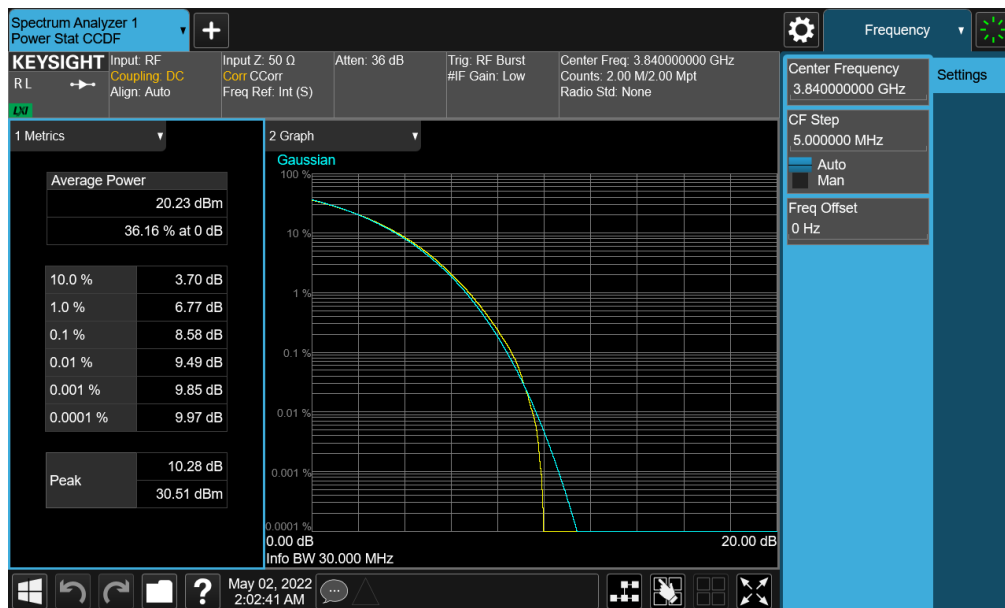 Spectrum Analyzer 1
Power Stat CCDF
Frequency
KEYSIGHT
R L
LXI
Input: RF
Coupling: DC
Align: Auto
Input Z: 50 Ω
Corr CCorr
Freq Ref: Int (S)
Atten: 36 dB
Trig: RF Burst
#IF Gain: Low
Center Freq: 3.840000000 GHz
Counts: 2.00 M/2.00 Mpt
Radio Std: None
Center Frequency
3.840000000 GHz
Settings
CF Step
5.000000 MHz
Auto
Man
Freq Offset
0 Hz
1 Metrics
Average Power
20.23 dBm
36.16 % at 0 dB
10.0 % 3.70 dB
1.0 % 6.77 dB
0.1 % 8.58 dB
0.01 % 9.49 dB
0.001 % 9.85 dB
0.0001 % 9.97 dB
Peak
10.28 dB
30.51 dBm
2 Graph
Gaussian
100 %
10 %
1 %
0.1 %
0.01 %
0.001 %
0.0001 %
0.00 dB 20.00 dB
Info BW 30.000 MHz
?
May 02, 2022
2:02:41 AM